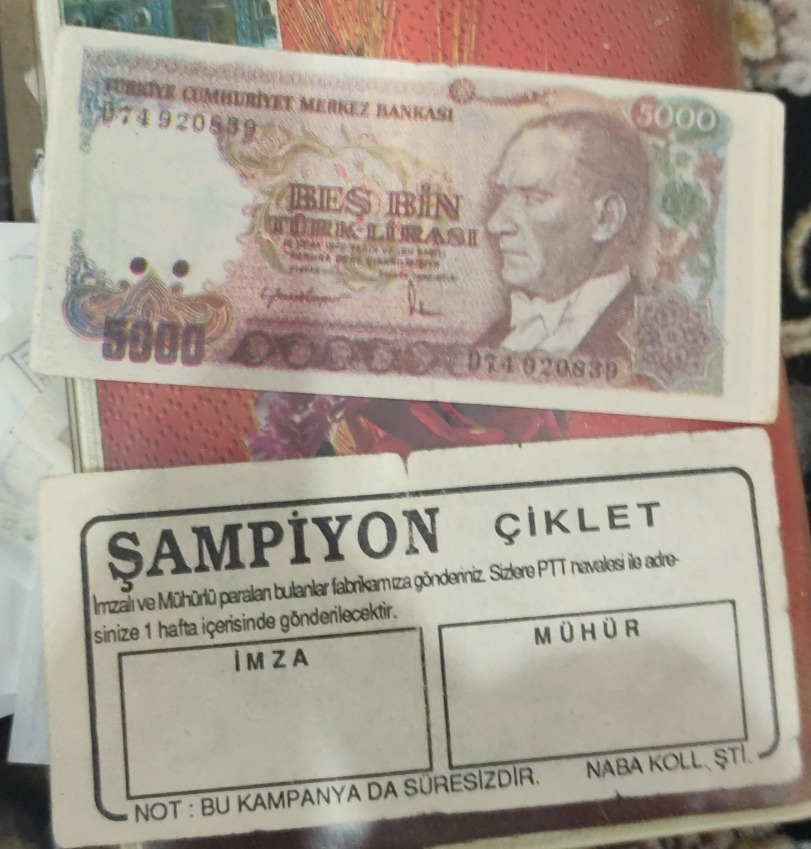 TÜRKİYE CUMHURİYET MERKEZ BANKASI
D74920839
5000
BEŞ BİN
TÜRK LİRASI
5000
D74920839
ŞAMPİYON ÇİKLET
İmzalı ve Mühürlü paraları bulanlar fabrikamıza gönderiniz. Sizlere PTT havalesi ile adre-
sinize 1 hafta içerisinde gönderilecektir.
İMZA
MÜHÜR
NOT : BU KAMPANYA DA SÜRESİZDİR. NABA KOLL. ŞTİ.